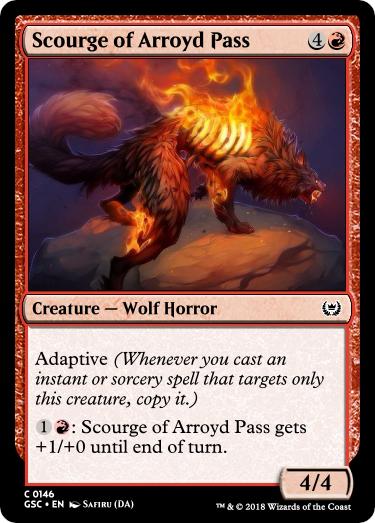 Scourge of Arroyd Pass 4
Creature — Wolf Horror
Adaptive (Whenever you cast an
instant or sorcery spell that targets only
this creature, copy it.)
1 : Scourge of Arroyd Pass gets
+1/+0 until end of turn.
4/4
C 0146
GSC • EN SAFIRU (DA)
™ & © 2018 Wizards of the Coast